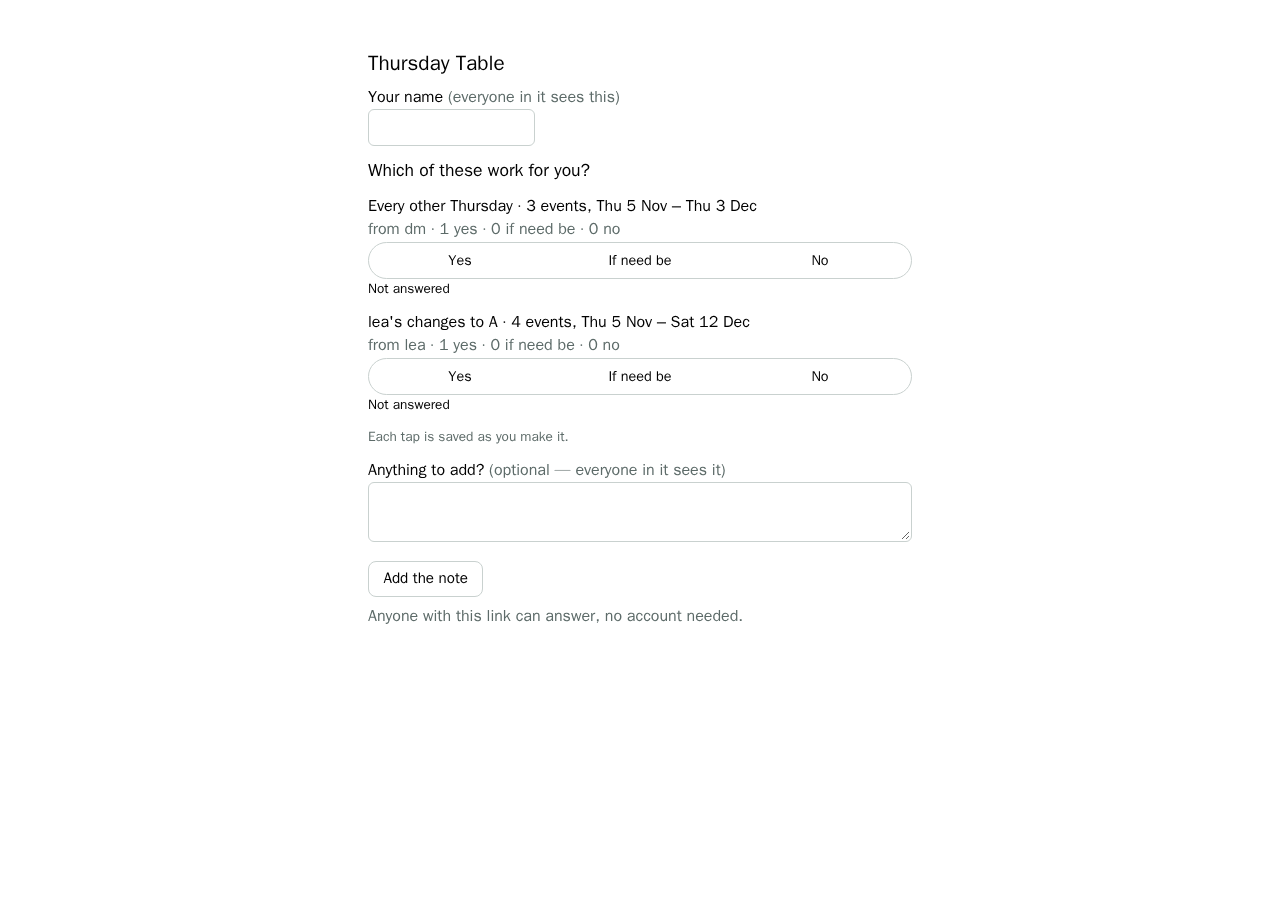 Thursday Table
Your name (everyone in it sees this)
Which of these work for you?
Every other Thursday · 3 events, Thu 5 Nov – Thu 3 Dec
from dm · 1 yes · 0 if need be · 0 no
Yes If need be No
Not answered
lea's changes to A · 4 events, Thu 5 Nov – Sat 12 Dec
from lea · 1 yes · 0 if need be · 0 no
Yes If need be No
Not answered
Each tap is saved as you make it.
Anything to add? (optional — everyone in it sees it)
Add the note
Anyone with this link can answer, no account needed.